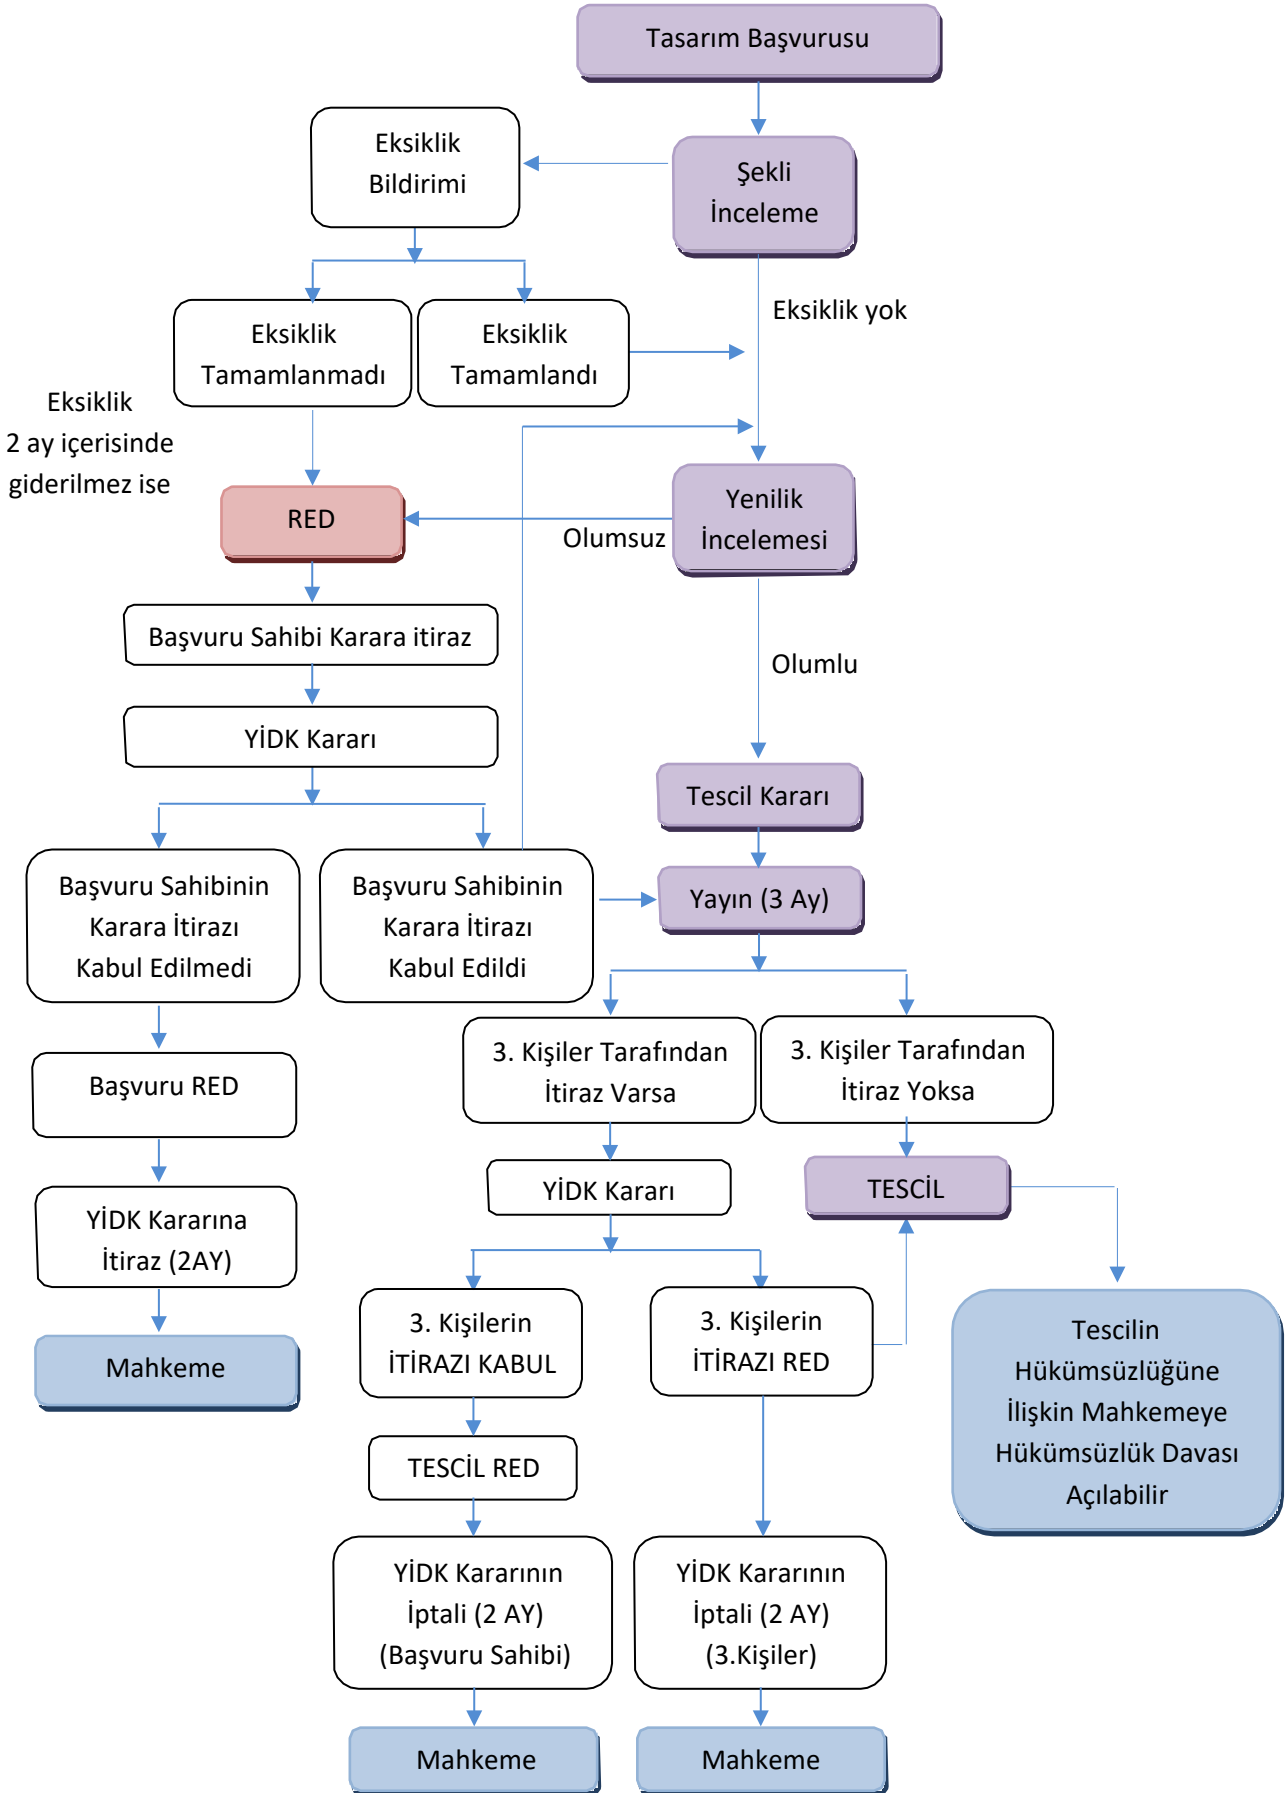 Tasarım Başvurusu
Eksiklik
Bildirimi
Şekli
İnceleme
Eksiklik yok
Eksiklik
Tamamlanmadı
Eksiklik
Tamamlandı
Eksiklik
2 ay içerisinde
giderilmez ise
RED
Olumsuz
Yenilik
İncelemesi
Başvuru Sahibi Karara itiraz
Olumlu
YİDK Kararı
Tescil Kararı
Başvuru Sahibinin
Karara İtirazı
Kabul Edilmedi
Başvuru Sahibinin
Karara İtirazı
Kabul Edildi
Yayın (3 Ay)
3. Kişiler Tarafından
İtiraz Varsa
3. Kişiler Tarafından
İtiraz Yoksa
Başvuru RED
YİDK Kararı
TESCİL
YİDK Kararına
İtiraz (2AY)
3. Kişilerin
İTİRAZI KABUL
3. Kişilerin
İTİRAZI RED
Mahkeme
Tescilin
Hükümsüzlüğüne
İlişkin Mahkemeye
Hükümsüzlük Davası
Açılabilir
TESCİL RED
YİDK Kararının
İptali (2 AY)
(Başvuru Sahibi)
YİDK Kararının
İptali (2 AY)
(3.Kişiler)
Mahkeme
Mahkeme